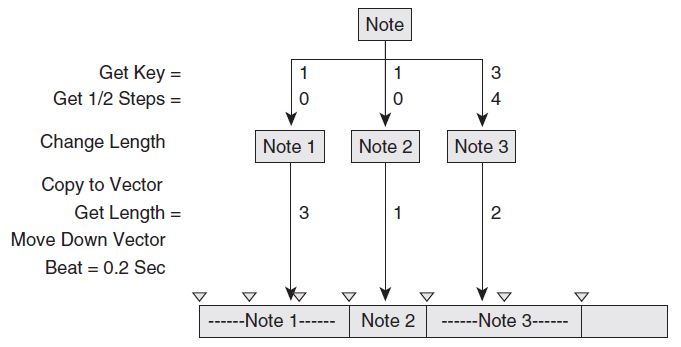 Note
Get Key = 1 1 3
Get 1/2 Steps = 0 0 4
Change Length Note 1 Note 2 Note 3
Copy to Vector
Get Length = 3 1 2
Move Down Vector
Beat = 0.2 Sec
------Note 1------ Note 2 ------Note 3------